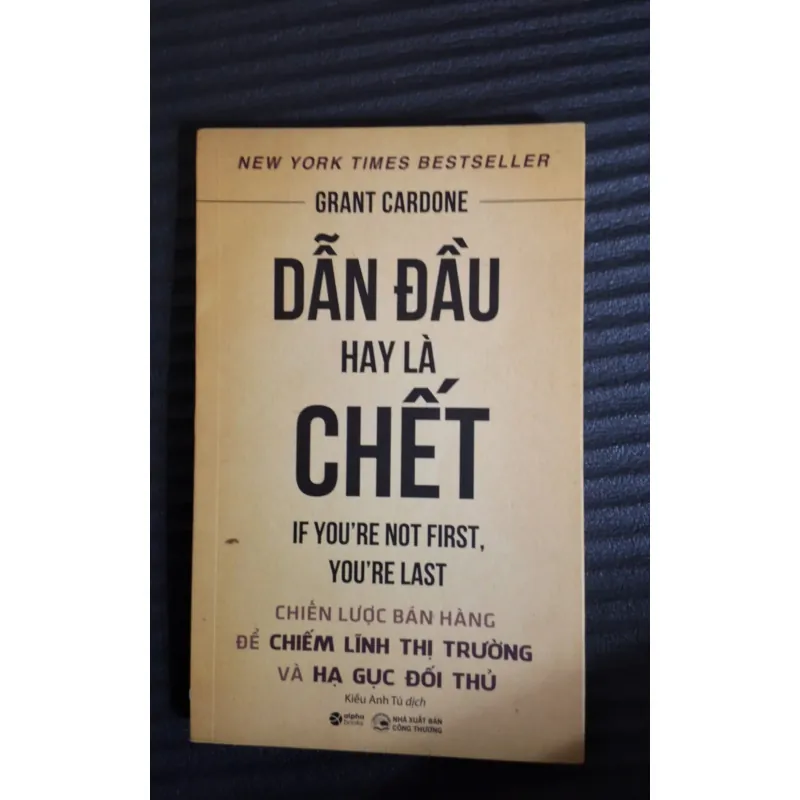 NEW YORK TIMES BESTSELLER
GRANT CARDONE
DẪN ĐẦU
HAY LÀ
CHẾT
IF YOU'RE NOT FIRST,
YOU'RE LAST
CHIẾN LƯỢC BÁN HÀNG
ĐỂ CHIẾM LĨNH THỊ TRƯỜNG
VÀ HẠ GỤC ĐỐI THỦ
Kiều Anh Tú dịch
alpha books
NHÀ XUẤT BẢN
CÔNG THƯƠNG